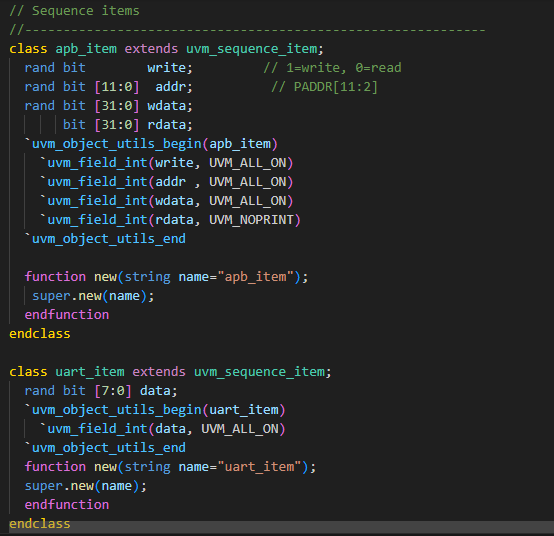 // Sequence items
//------------------------------------------------------------
class apb_item extends uvm_sequence_item;
  rand bit        write;         // 1=write, 0=read
  rand bit [11:0]  addr;          // PADDR[11:2]
  rand bit [31:0] wdata;
       bit [31:0] rdata;
  `uvm_object_utils_begin(apb_item)
    `uvm_field_int(write, UVM_ALL_ON)
    `uvm_field_int(addr , UVM_ALL_ON)
    `uvm_field_int(wdata, UVM_ALL_ON)
    `uvm_field_int(rdata, UVM_NOPRINT)
  `uvm_object_utils_end

  function new(string name="apb_item");
   super.new(name);
  endfunction
endclass

class uart_item extends uvm_sequence_item;
  rand bit [7:0] data;
  `uvm_object_utils_begin(uart_item)
    `uvm_field_int(data, UVM_ALL_ON)
  `uvm_object_utils_end
  function new(string name="uart_item");
  super.new(name);
  endfunction
endclass